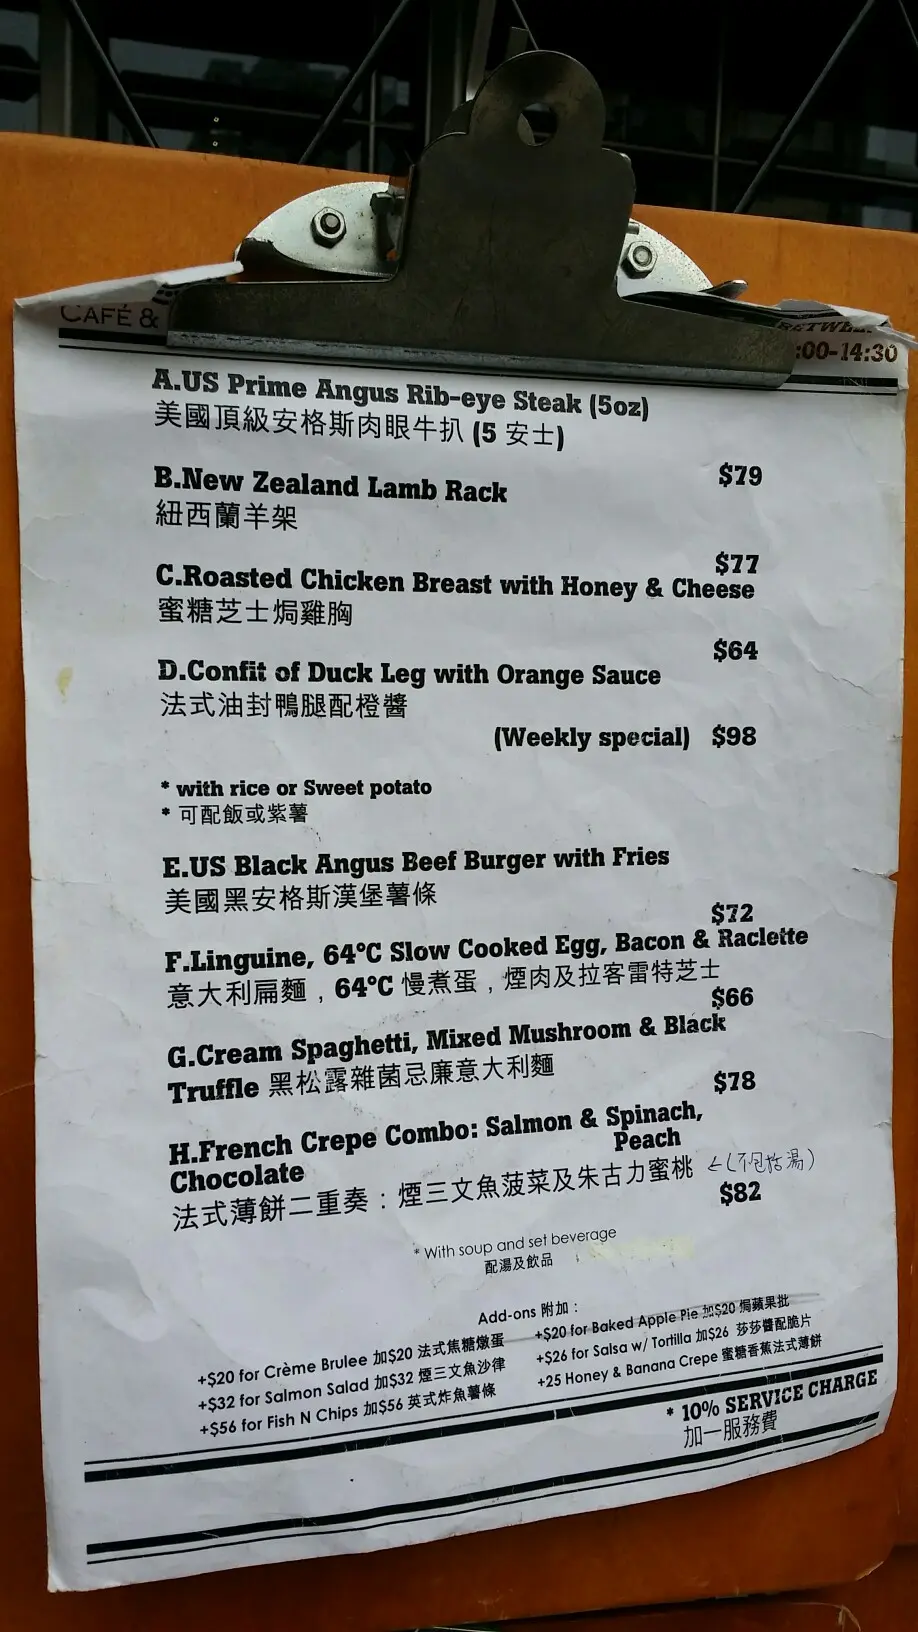 CAFÉ &
:00-14:30
A.US Prime Angus Rib-eye Steak (5oz)
美國頂級安格斯肉眼牛扒 (5 安士)
$79
B.New Zealand Lamb Rack
紐西蘭羊架
$77
C.Roasted Chicken Breast with Honey & Cheese
蜜糖芝士焗雞胸
$64
D.Confit of Duck Leg with Orange Sauce
法式油封鴨腿配橙醬
(Weekly special) $98
* with rice or Sweet potato
* 可配飯或紫薯
E.US Black Angus Beef Burger with Fries
美國黑安格斯漢堡薯條
$72
F.Linguine, 64°C Slow Cooked Egg, Bacon & Raclette
意大利扁麵，64°C 慢煮蛋，煙肉及拉客雷特芝士
$66
G.Cream Spaghetti, Mixed Mushroom & Black
Truffle 黑松露雜菌忌廉意大利麵
$78
H.French Crepe Combo: Salmon & Spinach,
Peach
Chocolate
法式薄餅二重奏：煙三文魚菠菜及朱古力蜜桃 ←(不包括湯)
$82
* With soup and set beverage
配湯及飲品
Add-ons 附加：
+$20 for Crème Brulee 加$20 法式焦糖燉蛋
+$20 for Baked Apple Pie 加$20 焗蘋果批
+$32 for Salmon Salad 加$32 煙三文魚沙律
+$26 for Salsa w/ Tortilla 加$26 莎莎醬配脆片
+$56 for Fish N Chips 加$56 英式炸魚薯條
+25 Honey & Banana Crepe 蜜糖香蕉法式薄餅
* 10% SERVICE CHARGE
加一服務費